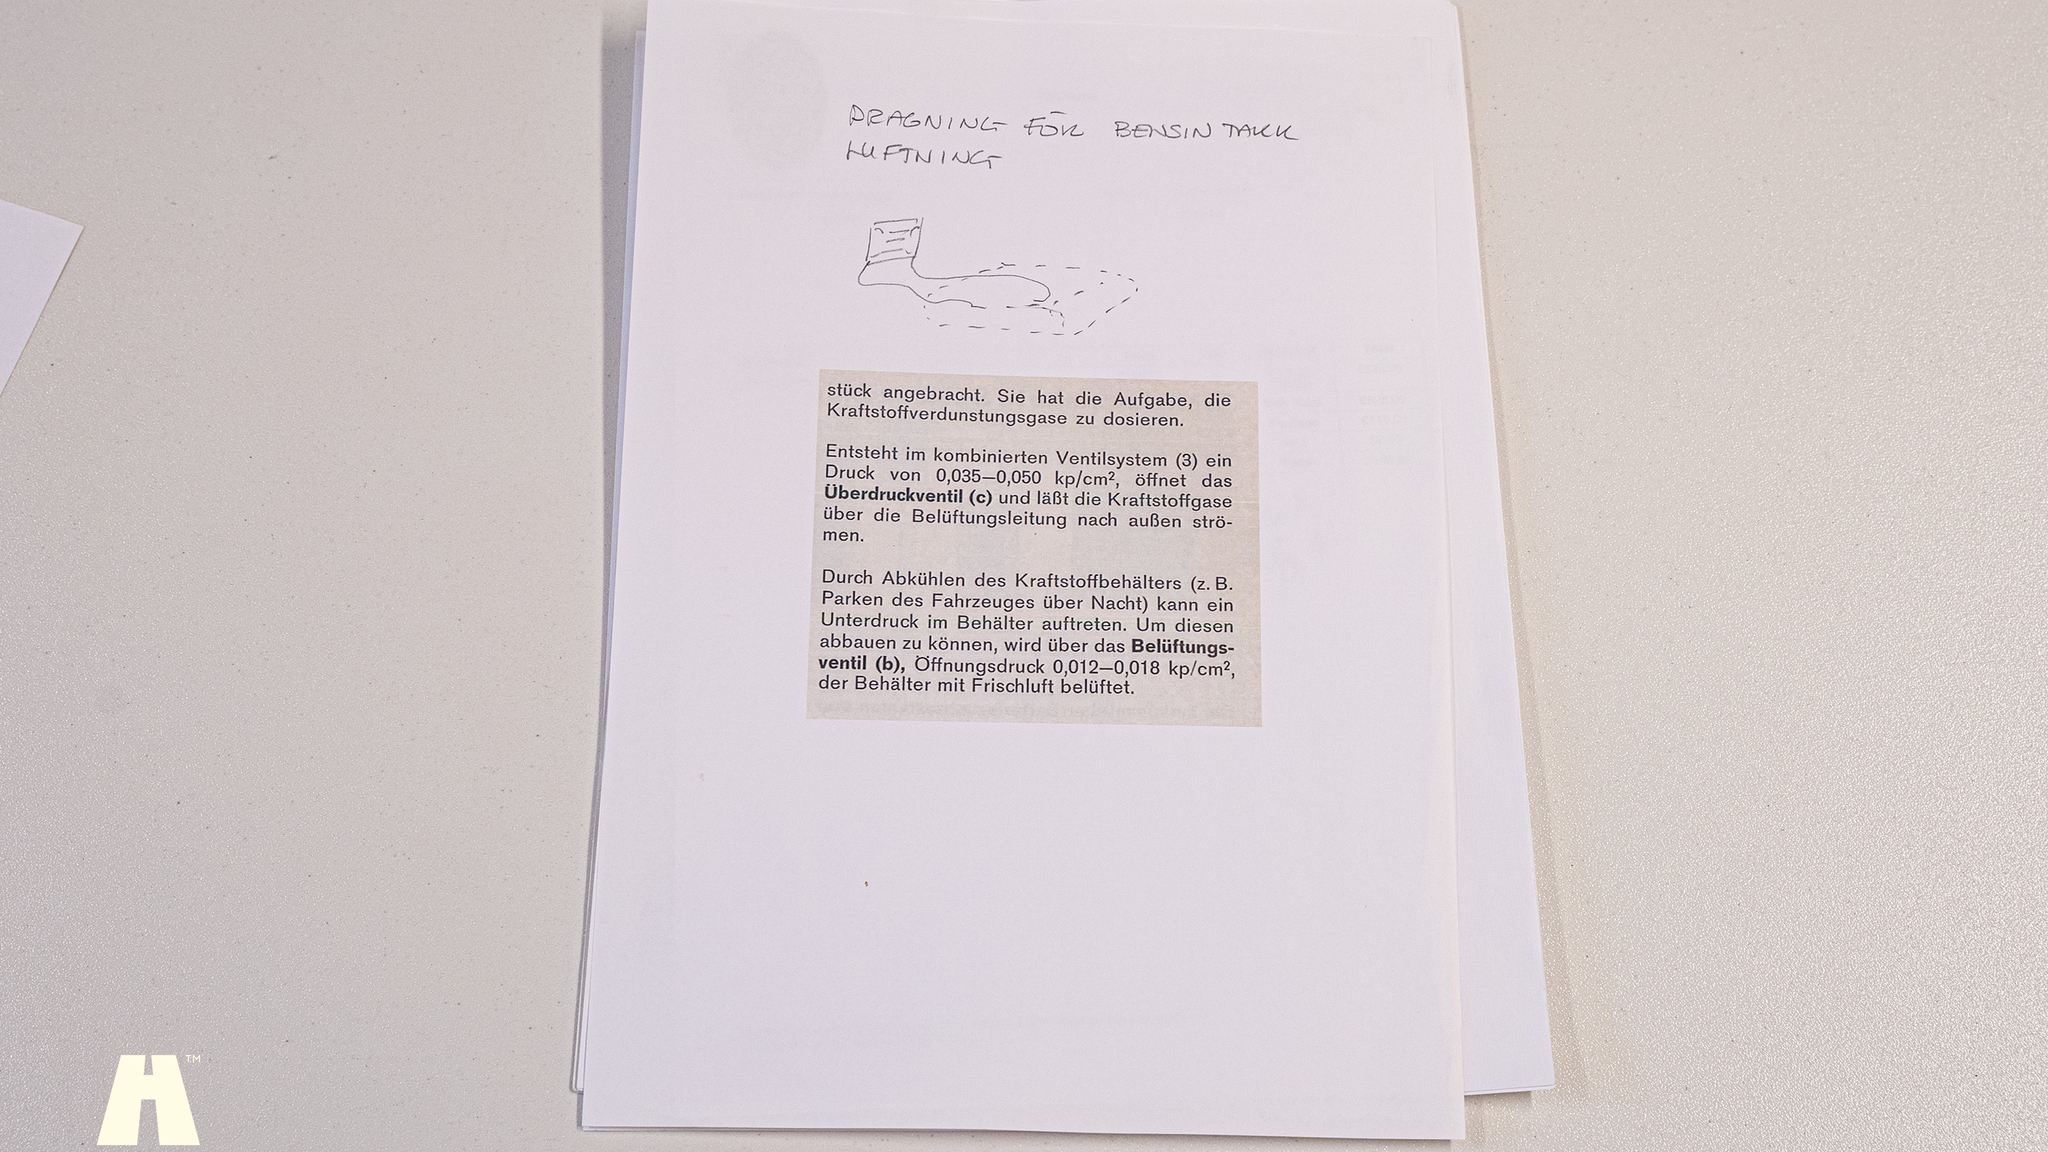 DRAGNING FÖR BENSINTANK
LUFTNING
stück angebracht. Sie hat die Aufgabe, die
Kraftstoffverdunstungsgase zu dosieren.
Entsteht im kombinierten Ventilsystem (3) ein
Druck von 0,035—0,050 kp/cm², öffnet das
Überdruckventil (c) und läßt die Kraftstoffgase
über die Belüftungsleitung nach außen strö-
men.
Durch Abkühlen des Kraftstoffbehälters (z. B.
Parken des Fahrzeuges über Nacht) kann ein
Unterdruck im Behälter auftreten. Um diesen
abbauen zu können, wird über das Belüftungs-
ventil (b), Öffnungsdruck 0,012—0,018 kp/cm²,
der Behälter mit Frischluft belüftet.
H™